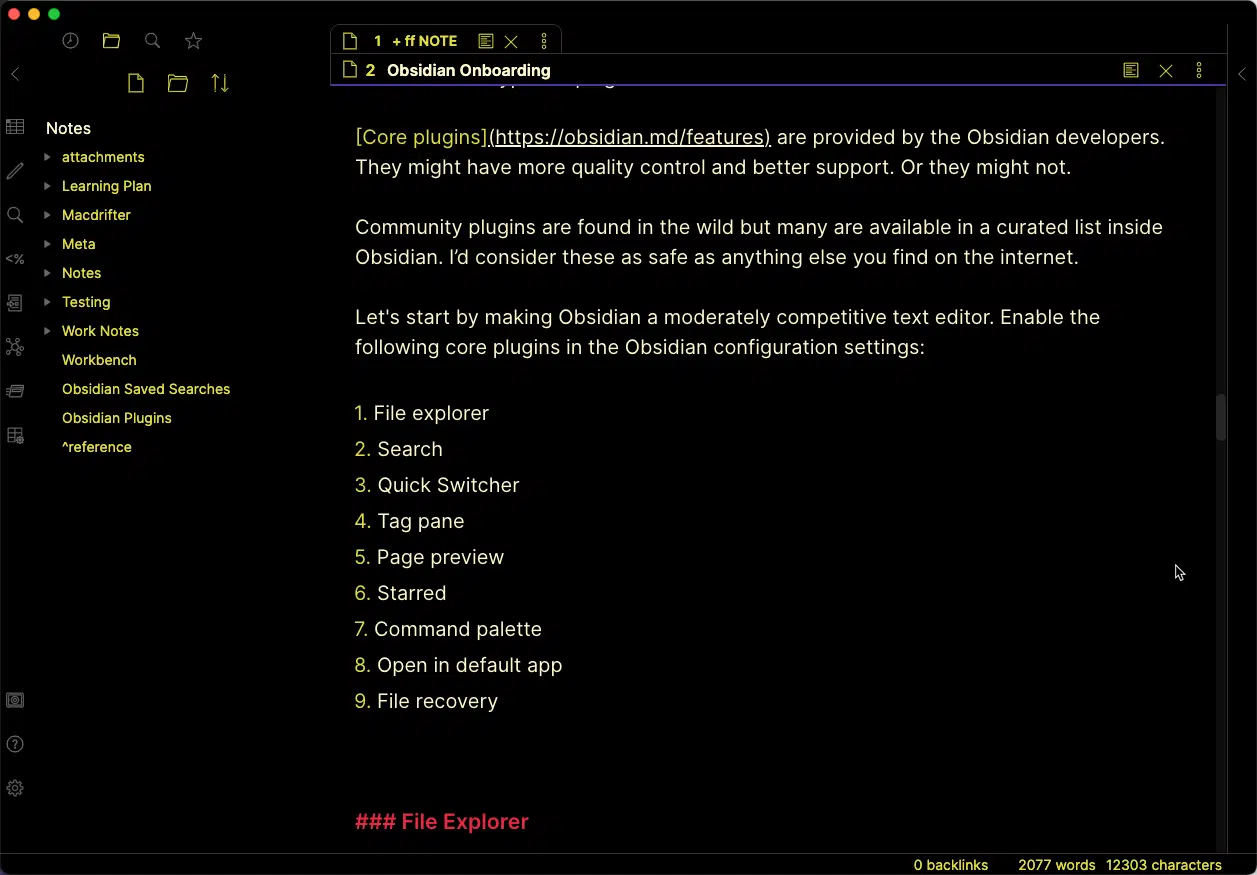 1 + ff NOTE
2 Obsidian Onboarding
Notes
attachments
Learning Plan
Macdrifter
Meta
Notes
Testing
Work Notes
Workbench
Obsidian Saved Searches
Obsidian Plugins
^reference
<%
[Core plugins](https://obsidian.md/features) are provided by the Obsidian developers.
They might have more quality control and better support. Or they might not.
Community plugins are found in the wild but many are available in a curated list inside
Obsidian. I’d consider these as safe as anything else you find on the internet.
Let's start by making Obsidian a moderately competitive text editor. Enable the
following core plugins in the Obsidian configuration settings:
1. File explorer
2. Search
3. Quick Switcher
4. Tag pane
5. Page preview
6. Starred
7. Command palette
8. Open in default app
9. File recovery
### File Explorer
0 backlinks 2077 words 12303 characters